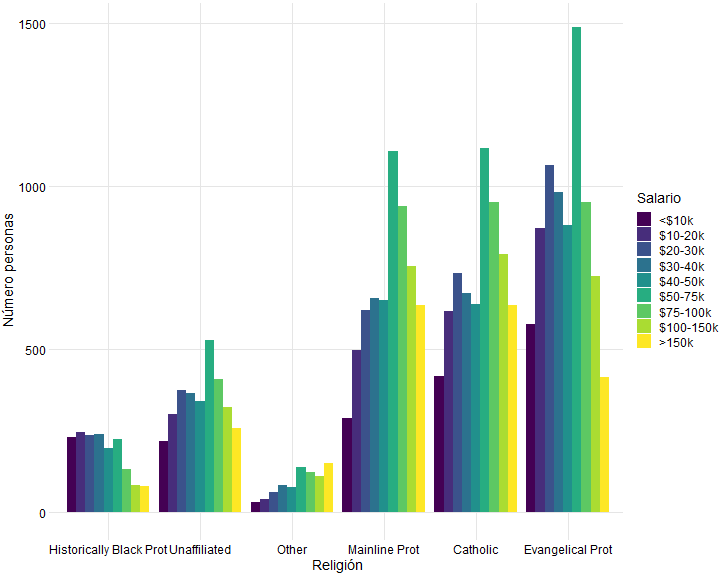 1500
1000
500
0
Número personas
Historically Black Prot
Unaffiliated
Other
Mainline Prot
Catholic
Evangelical Prot
Religión
Salario
<$10k
$10-20k
$20-30k
$30-40k
$40-50k
$50-75k
$75-100k
$100-150k
>150k